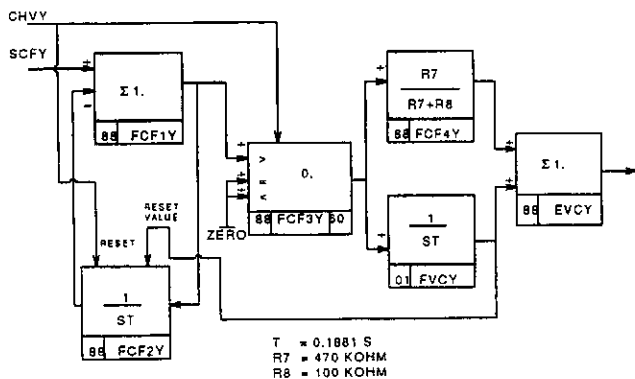 CHVY
SCFY
+
Σ 1.
-
88 FCF1Y
RESET
RESET
VALUE
1
ST
88 FCF2Y
+ V
+ R
+ A
0.
88 FCF3Y 60
ZERO
+
R7
R7+R8
88 FCF4Y
+
1
ST
01 FVCY
+
+
Σ 1.
88 EVCY
T = 0.1881 S
R7 = 470 KOHM
R8 = 100 KOHM